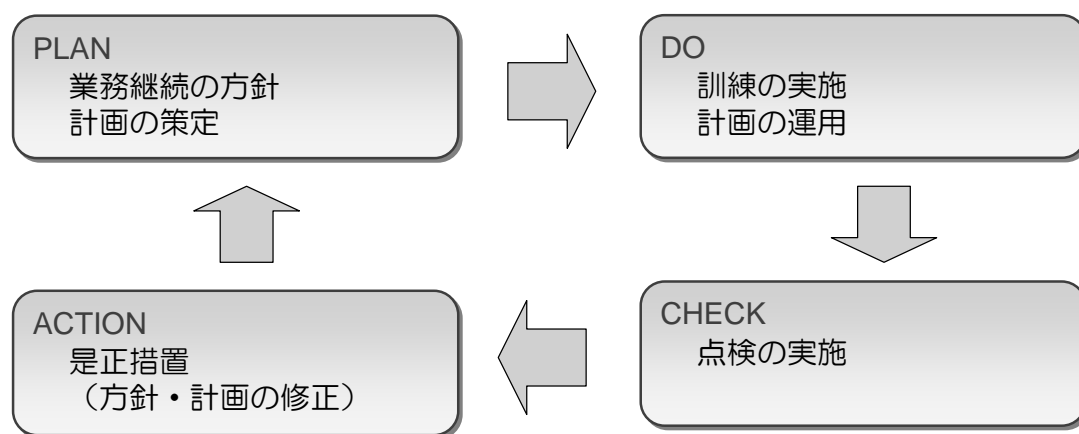 PLAN
業務継続の方針
計画の策定
DO
訓練の実施
計画の運用
CHECK
点検の実施
ACTION
是正措置
（方針・計画の修正）